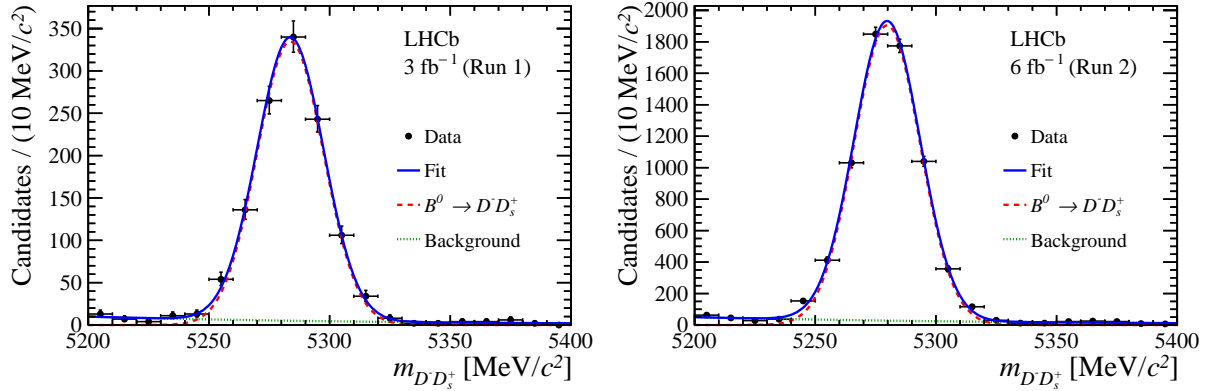 Candidates / (10 MeV/c²)
350
300
250
200
150
100
50
0
5200
5250
5300
5350
5400
m_{D⁻D_s⁺} [MeV/c²]
LHCb
3 fb⁻¹ (Run 1)
Data
Fit
B⁰ → D⁻D_s⁺
Background
Candidates / (10 MeV/c²)
2000
1800
1600
1400
1200
1000
800
600
400
200
0
5200
5250
5300
5350
5400
m_{D⁻D_s⁺} [MeV/c²]
LHCb
6 fb⁻¹ (Run 2)
Data
Fit
B⁰ → D⁻D_s⁺
Background